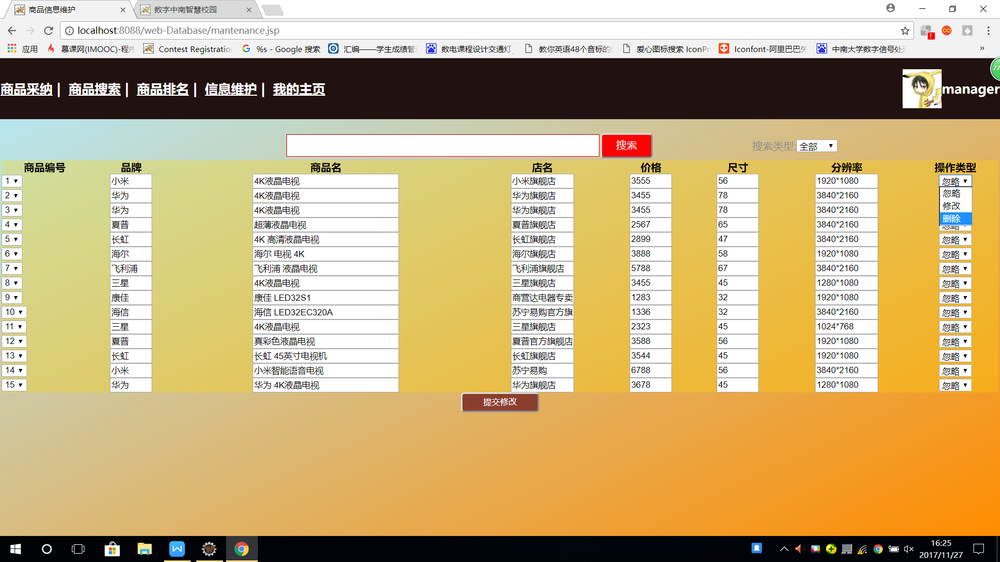 商品信息维护
数字中南智慧校园
localhost:8088/web-Database/mantenance.jsp
应用 慕课网(IMOOC)-程序 Contest Registratio %s - Google 搜索 汇编——学生成绩管 数电课程设计交通灯_ 教你英语48个音标的 爱心图标搜索 IconPr Iconfont-阿里巴巴矢 中南大学数字信号处 »
77
商品采纳 | 商品搜索 | 商品排名 | 信息维护 | 我的主页 manager
搜索 搜索类型: 全部
商品编号 品牌 商品名 店名 价格 尺寸 分辨率 操作类型
1 小米 4K液晶电视 小米旗舰店 3555 56 1920*1080 忽略
忽略
2 华为 4K液晶电视 华为旗舰店 3455 78 3840*2160
修改
3 华为 4K液晶电视 华为旗舰店 3455 78 3840*2160
删除
4 夏普 超薄液晶电视 夏普旗舰店 2567 65 3840*2160 忽略
5 长虹 4K 高清液晶电视 长虹旗舰店 2899 47 3840*2160 忽略
6 海尔 海尔 电视 4K 海尔旗舰店 3888 58 1920*1080 忽略
7 飞利浦 飞利浦 液晶电视 飞利浦旗舰店 5788 67 3840*2160 忽略
8 三星 4K液晶电视 三星旗舰店 3455 45 1280*1080 忽略
9 康佳 康佳 LED32S1 商营达电器专卖 1283 32 1920*1080 忽略
10 海信 海信 LED32EC320A 苏宁易购官方旗 1336 32 3840*2160 忽略
11 三星 4K液晶电视 三星旗舰店 2323 45 1024*768 忽略
12 夏普 真彩色液晶电视 夏普官方旗舰店 3588 56 1920*1080 忽略
13 长虹 长虹 45英寸电视机 长虹旗舰店 3544 45 1920*1080 忽略
14 小米 小米智能语音电视 苏宁易购 6788 56 3840*2160 忽略
15 华为 华为 4K液晶电视 华为旗舰店 3678 45 1280*1080 忽略
提交修改
16:25
2017/11/27